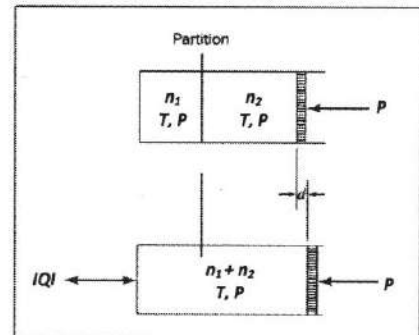 Partition
n₁ n₂
T, P T, P
P
d
n₁ + n₂
T, P
|Q|
P